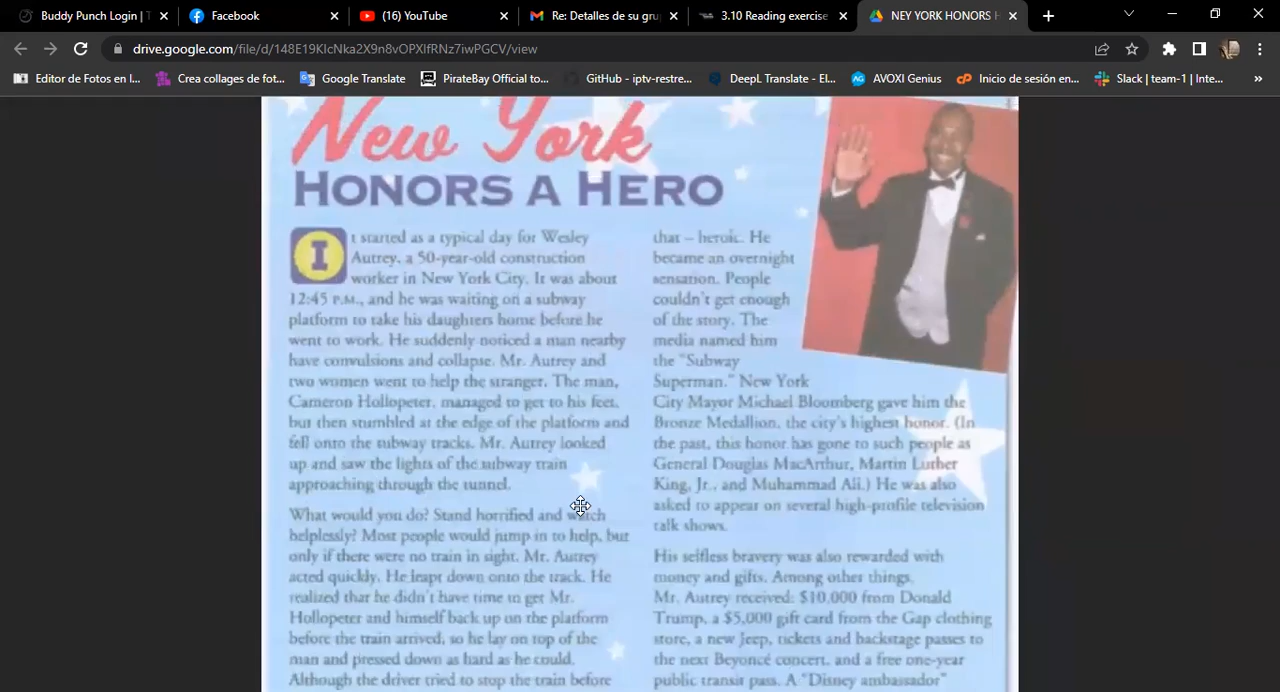 Buddy Punch Login | T
Facebook
(16) YouTube
Re: Detalles de su gru
3.10 Reading exercise
NEY YORK HONORS H
drive.google.com/file/d/148E19KIcNka2X9n8vOPXlfRNz7iwPGCV/view
Editor de Fotos en l...
Crea collages de fot...
Google Translate
PirateBay Official to...
GitHub - iptv-restre...
DeepL Translate - El...
AVOXI Genius
Inicio de sesión en...
Slack | team-1 | Inte...
»
New York
HONORS A HERO
It started as a typical day for Wesley
Autrey, a 50-year-old construction
worker in New York City. It was about
12:45 P.M., and he was waiting on a subway
platform to take his daughters home before he
went to work. He suddenly noticed a man nearby
have convulsions and collapse. Mr. Autrey and
two women went to help the stranger. The man,
Cameron Hollopeter, managed to get to his feet,
but then stumbled at the edge of the platform and
fell onto the subway tracks. Mr. Autrey looked
up and saw the lights of the subway train
approaching through the tunnel.
What would you do? Stand horrified and watch
helplessly? Most people would jump in to help, but
only if there were no train in sight. Mr. Autrey
acted quickly. He leapt down onto the track. He
realized that he didn't have time to get Mr.
Hollopeter and himself back up on the platform
before the train arrived, so he lay on top of the
man and pressed down as hard as he could.
Although the driver tried to stop the train before
that – heroic. He
became an overnight
sensation. People
couldn't get enough
of the story. The
media named him
the "Subway
Superman." New York
City Mayor Michael Bloomberg gave him the
Bronze Medallion, the city's highest honor. (In
the past, this honor has gone to such people as
General Douglas MacArthur, Martin Luther
King, Jr., and Muhammad Ali.) He was also
asked to appear on several high-profile television
talk shows.
His selfless bravery was also rewarded with
money and gifts. Among other things,
Mr. Autrey received: $10,000 from Donald
Trump, a $5,000 gift card from the Gap clothing
store, a new Jeep, tickets and backstage passes to
the next Beyoncé concert, and a free one-year
public transit pass. A "Disney ambassador"